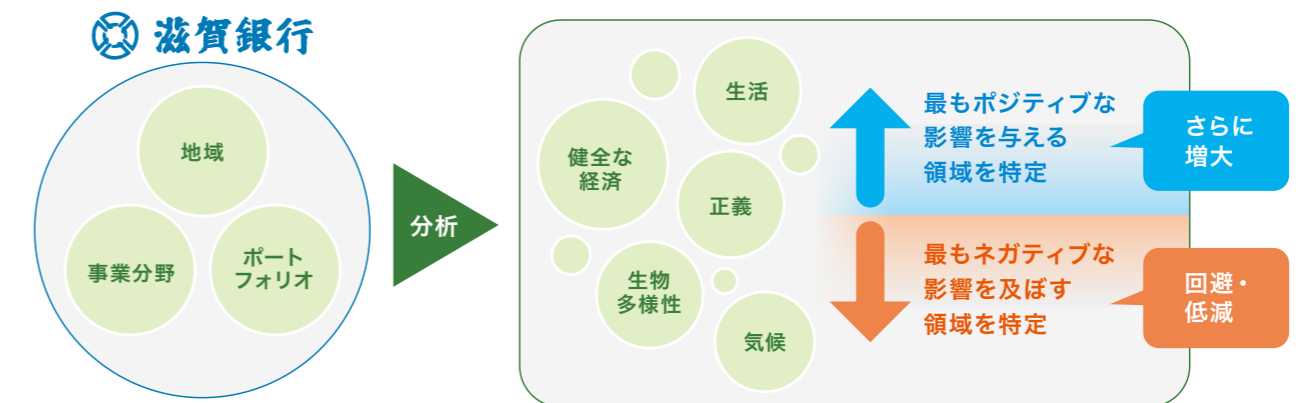 滋賀銀行
地域
事業分野
ポート
フォリオ
分析
生活
健全な
経済
正義
生物
多様性
気候
最もポジティブな
影響を与える
領域を特定
さらに
増大
最もネガティブな
影響を及ぼす
領域を特定
回避・
低減